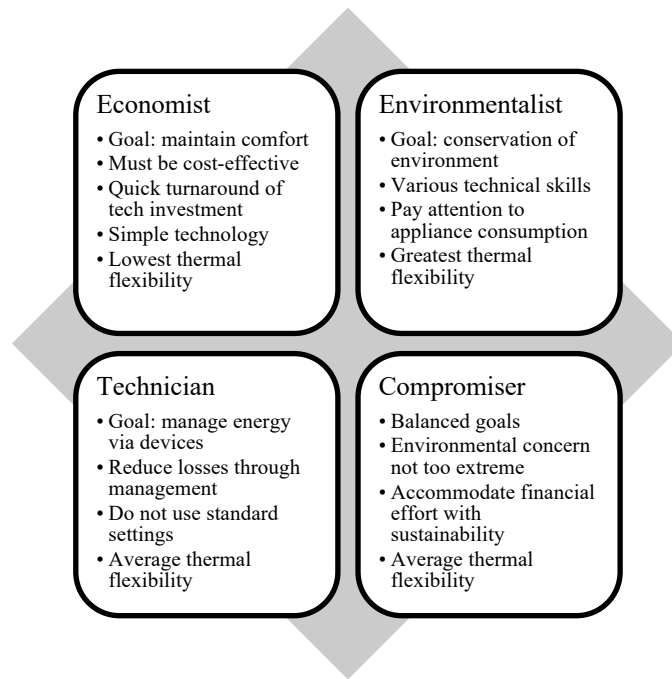 Economist
• Goal: maintain comfort
• Must be cost-effective
• Quick turnaround of
tech investment
• Simple technology
• Lowest thermal
flexibility
Environmentalist
• Goal: conservation of
environment
• Various technical skills
• Pay attention to
appliance consumption
• Greatest thermal
flexibility
Technician
• Goal: manage energy
via devices
• Reduce losses through
management
• Do not use standard
settings
• Average thermal
flexibility
Compromiser
• Balanced goals
• Environmental concern
not too extreme
• Accommodate financial
effort with
sustainability
• Average thermal
flexibility